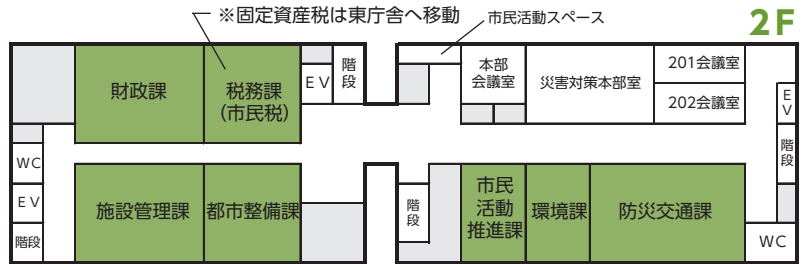 ※固定資産税は東庁舎へ移動
市民活動スペース
2F
財政課
税務課
(市民税)
EV
階段
本部
会議室
災害対策本部室
201会議室
202会議室
EV
階段
WC
EV
階段
施設管理課
都市整備課
階段
市民
活動
推進課
環境課
防災交通課
WC